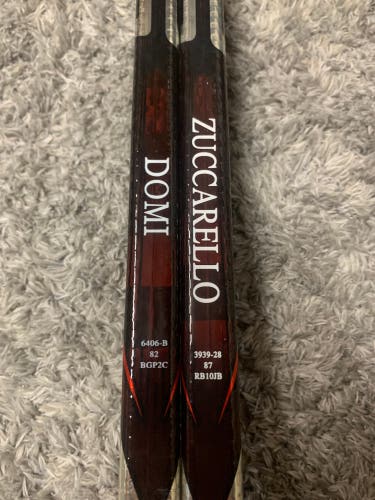 DOMI
6406-B
82
BGP2C
ZUCCARELLO
3939-28
87
RB10JB